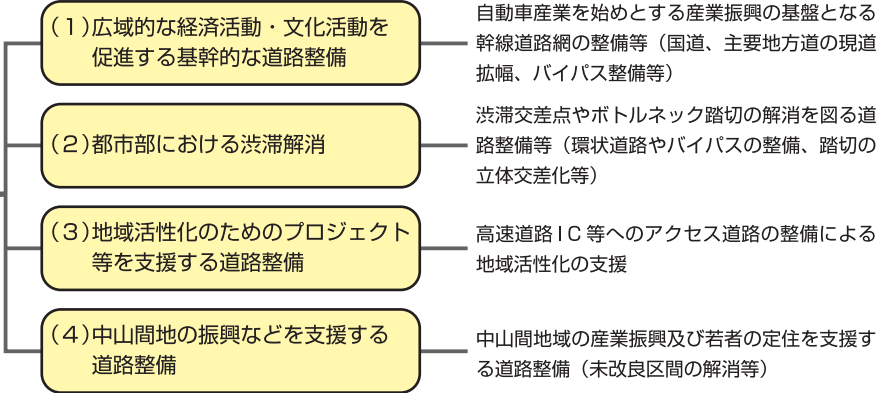 (1)広域的な経済活動・文化活動を
促進する基幹的な道路整備
自動車産業を始めとする産業振興の基盤となる
幹線道路網の整備等（国道、主要地方道の現道
拡幅、バイパス整備等）
(2)都市部における渋滞解消
渋滞交差点やボトルネック踏切の解消を図る道
路整備等（環状道路やバイパスの整備、踏切の
立体交差化等）
(3)地域活性化のためのプロジェクト
等を支援する道路整備
高速道路IC等へのアクセス道路の整備による
地域活性化の支援
(4)中山間地の振興などを支援する
道路整備
中山間地域の産業振興及び若者の定住を支援す
る道路整備（未改良区間の解消等）